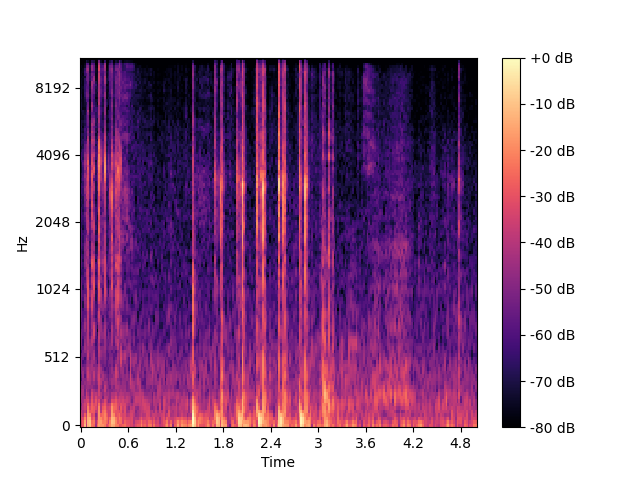 8192
4096
2048
1024
512
0
Hz
0 0.6 1.2 1.8 2.4 3 3.6 4.2 4.8
Time
+0 dB
-10 dB
-20 dB
-30 dB
-40 dB
-50 dB
-60 dB
-70 dB
-80 dB